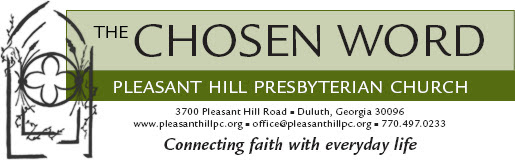 THE CHOSEN WORD
PLEASANT HILL PRESBYTERIAN CHURCH
3700 Pleasant Hill Road ▪ Duluth, Georgia 30096
www.pleasanthillpc.org ▪ office@pleasanthillpc.org ▪ 770.497.0233
Connecting faith with everyday life